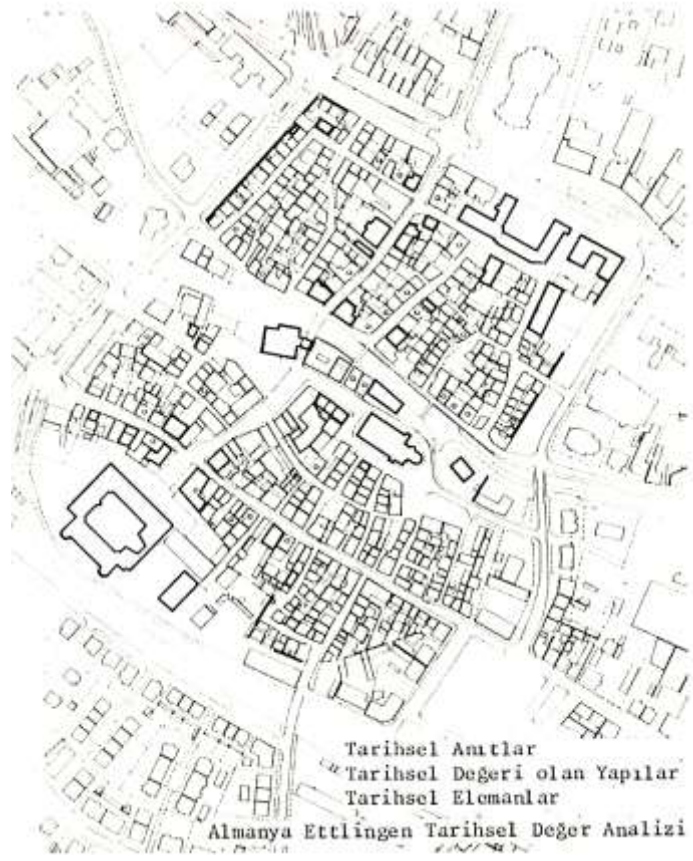 Tarihsel Anıtlar
Tarihsel Değeri olan Yapılar
Tarihsel Elemanlar
Almanya Ettlingen Tarihsel Değer Analizi